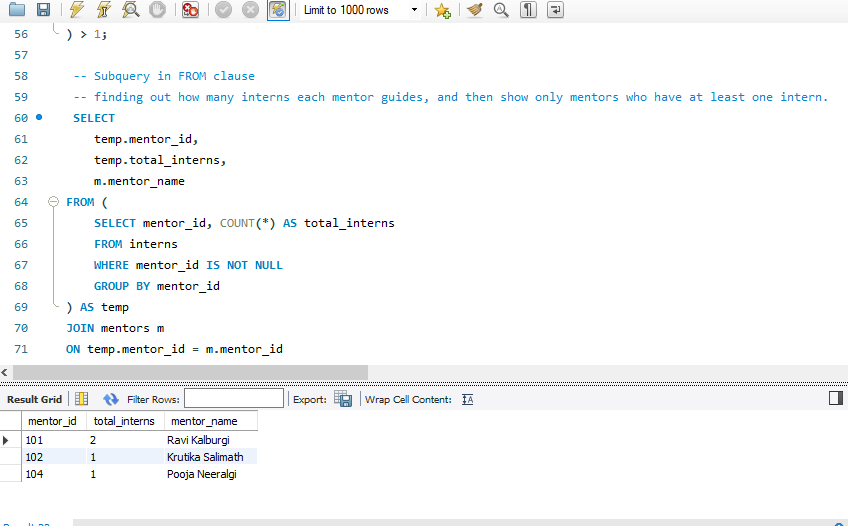 Limit to 1000 rows
56 ) > 1;
57
58 -- Subquery in FROM clause
59 -- finding out how many interns each mentor guides, and then show only mentors who have at least one intern.
60 SELECT
61 temp.mentor_id,
62 temp.total_interns,
63 m.mentor_name
64 FROM (
65 SELECT mentor_id, COUNT(*) AS total_interns
66 FROM interns
67 WHERE mentor_id IS NOT NULL
68 GROUP BY mentor_id
69 ) AS temp
70 JOIN mentors m
71 ON temp.mentor_id = m.mentor_id
Result Grid Filter Rows: Export: Wrap Cell Content:
mentor_id total_interns mentor_name
101 2 Ravi Kalburgi
102 1 Krutika Salimath
104 1 Pooja Neeralgi